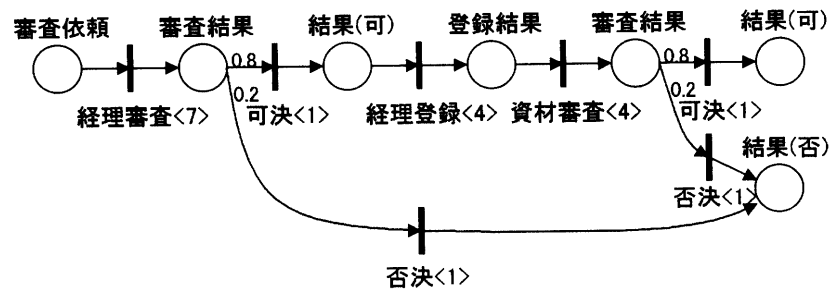 審査依頼
審査結果
結果(可)
登録結果
審査結果
結果(可)
0.8
0.2
0.8
0.2
経理審査<7>
可決<1>
経理登録<4>
資材審査<4>
可決<1>
結果(否)
否決<1>
否決<1>